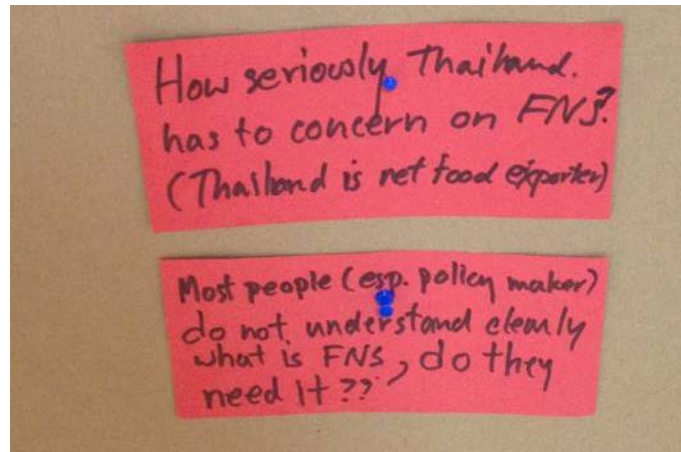 How seriously Thailand.
has to concern on FNS?
(Thailand is net food exporter)
Most people (esp. policy maker)
do not understand clearly
what is FNS, do they
need it ??